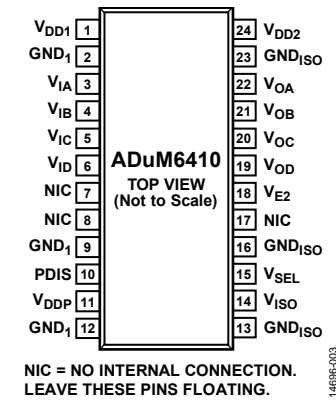 VDD1 1 24 VDD2
GND1 2 23 GNDISO
VIA 3 22 VOA
VIB 4 21 VOB
VIC 5 20 VOC
VID 6 19 VOD
ADuM6410
TOP VIEW
(Not to Scale)
NIC 7 18 VE2
NIC 8 17 NIC
GND1 9 16 GNDISO
PDIS 10 15 VSEL
VDDP 11 14 VISO
GND1 12 13 GNDISO
NIC = NO INTERNAL CONNECTION.
LEAVE THESE PINS FLOATING.
14696-003